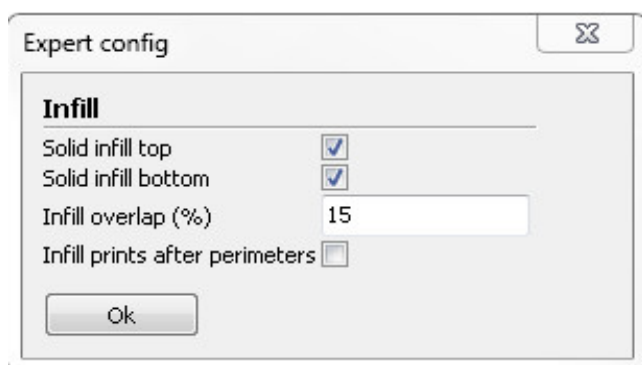 Expert config
Infill
Solid infill top
Solid infill bottom
Infill overlap (%) 15
Infill prints after perimeters
Ok